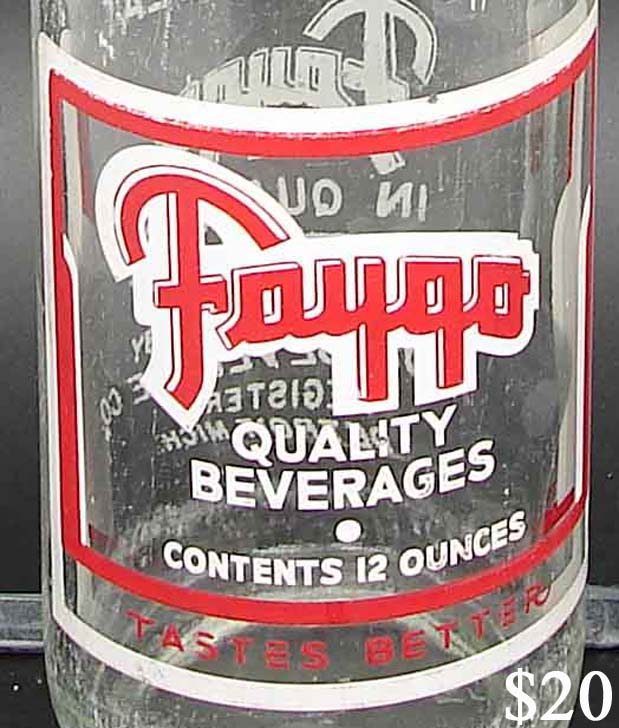 Faygo
QUALITY
BEVERAGES
CONTENTS 12 OUNCES
TASTES BETTER
$20